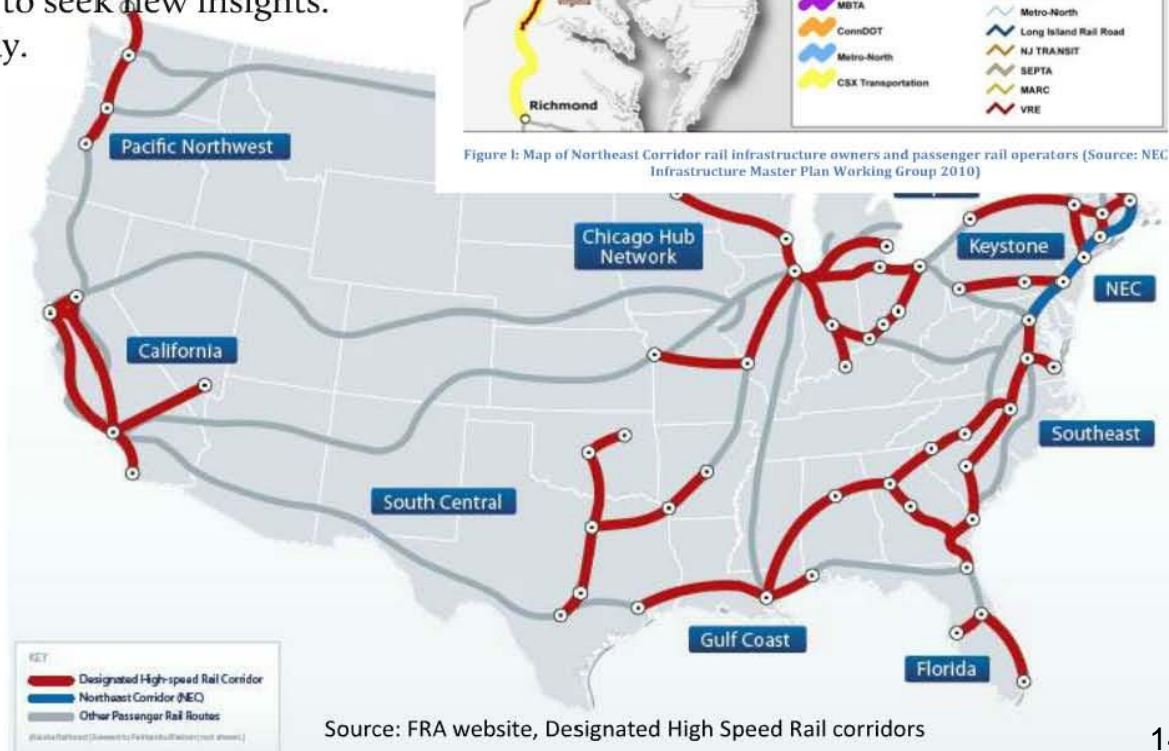 to seek new insights.
y.
MBTA
ConnDOT
Metro-North
CSX Transportation
Metro-North
Long Island Rail Road
NJ TRANSIT
SEPTA
MARC
VRE
Richmond
Figure I: Map of Northeast Corridor rail infrastructure owners and passenger rail operators (Source: NEC
Infrastructure Master Plan Working Group 2010)
Pacific Northwest
Chicago Hub
Network
Keystone
NEC
California
Southeast
South Central
Gulf Coast
Florida
KEY
Designated High-speed Rail Corridor
Northeast Corridor (NEC)
Other Passenger Rail Routes
Source: FRA website, Designated High Speed Rail corridors